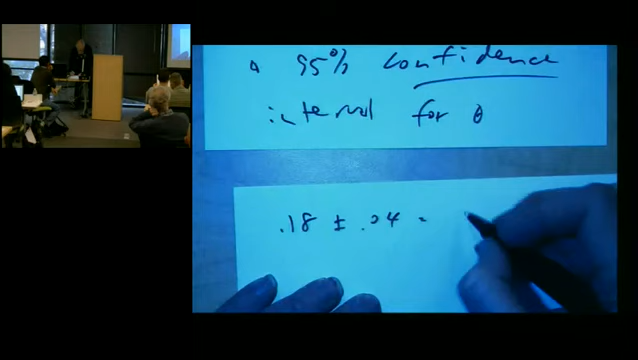 a 95% confidence
interval for θ
.18 ± .04 =